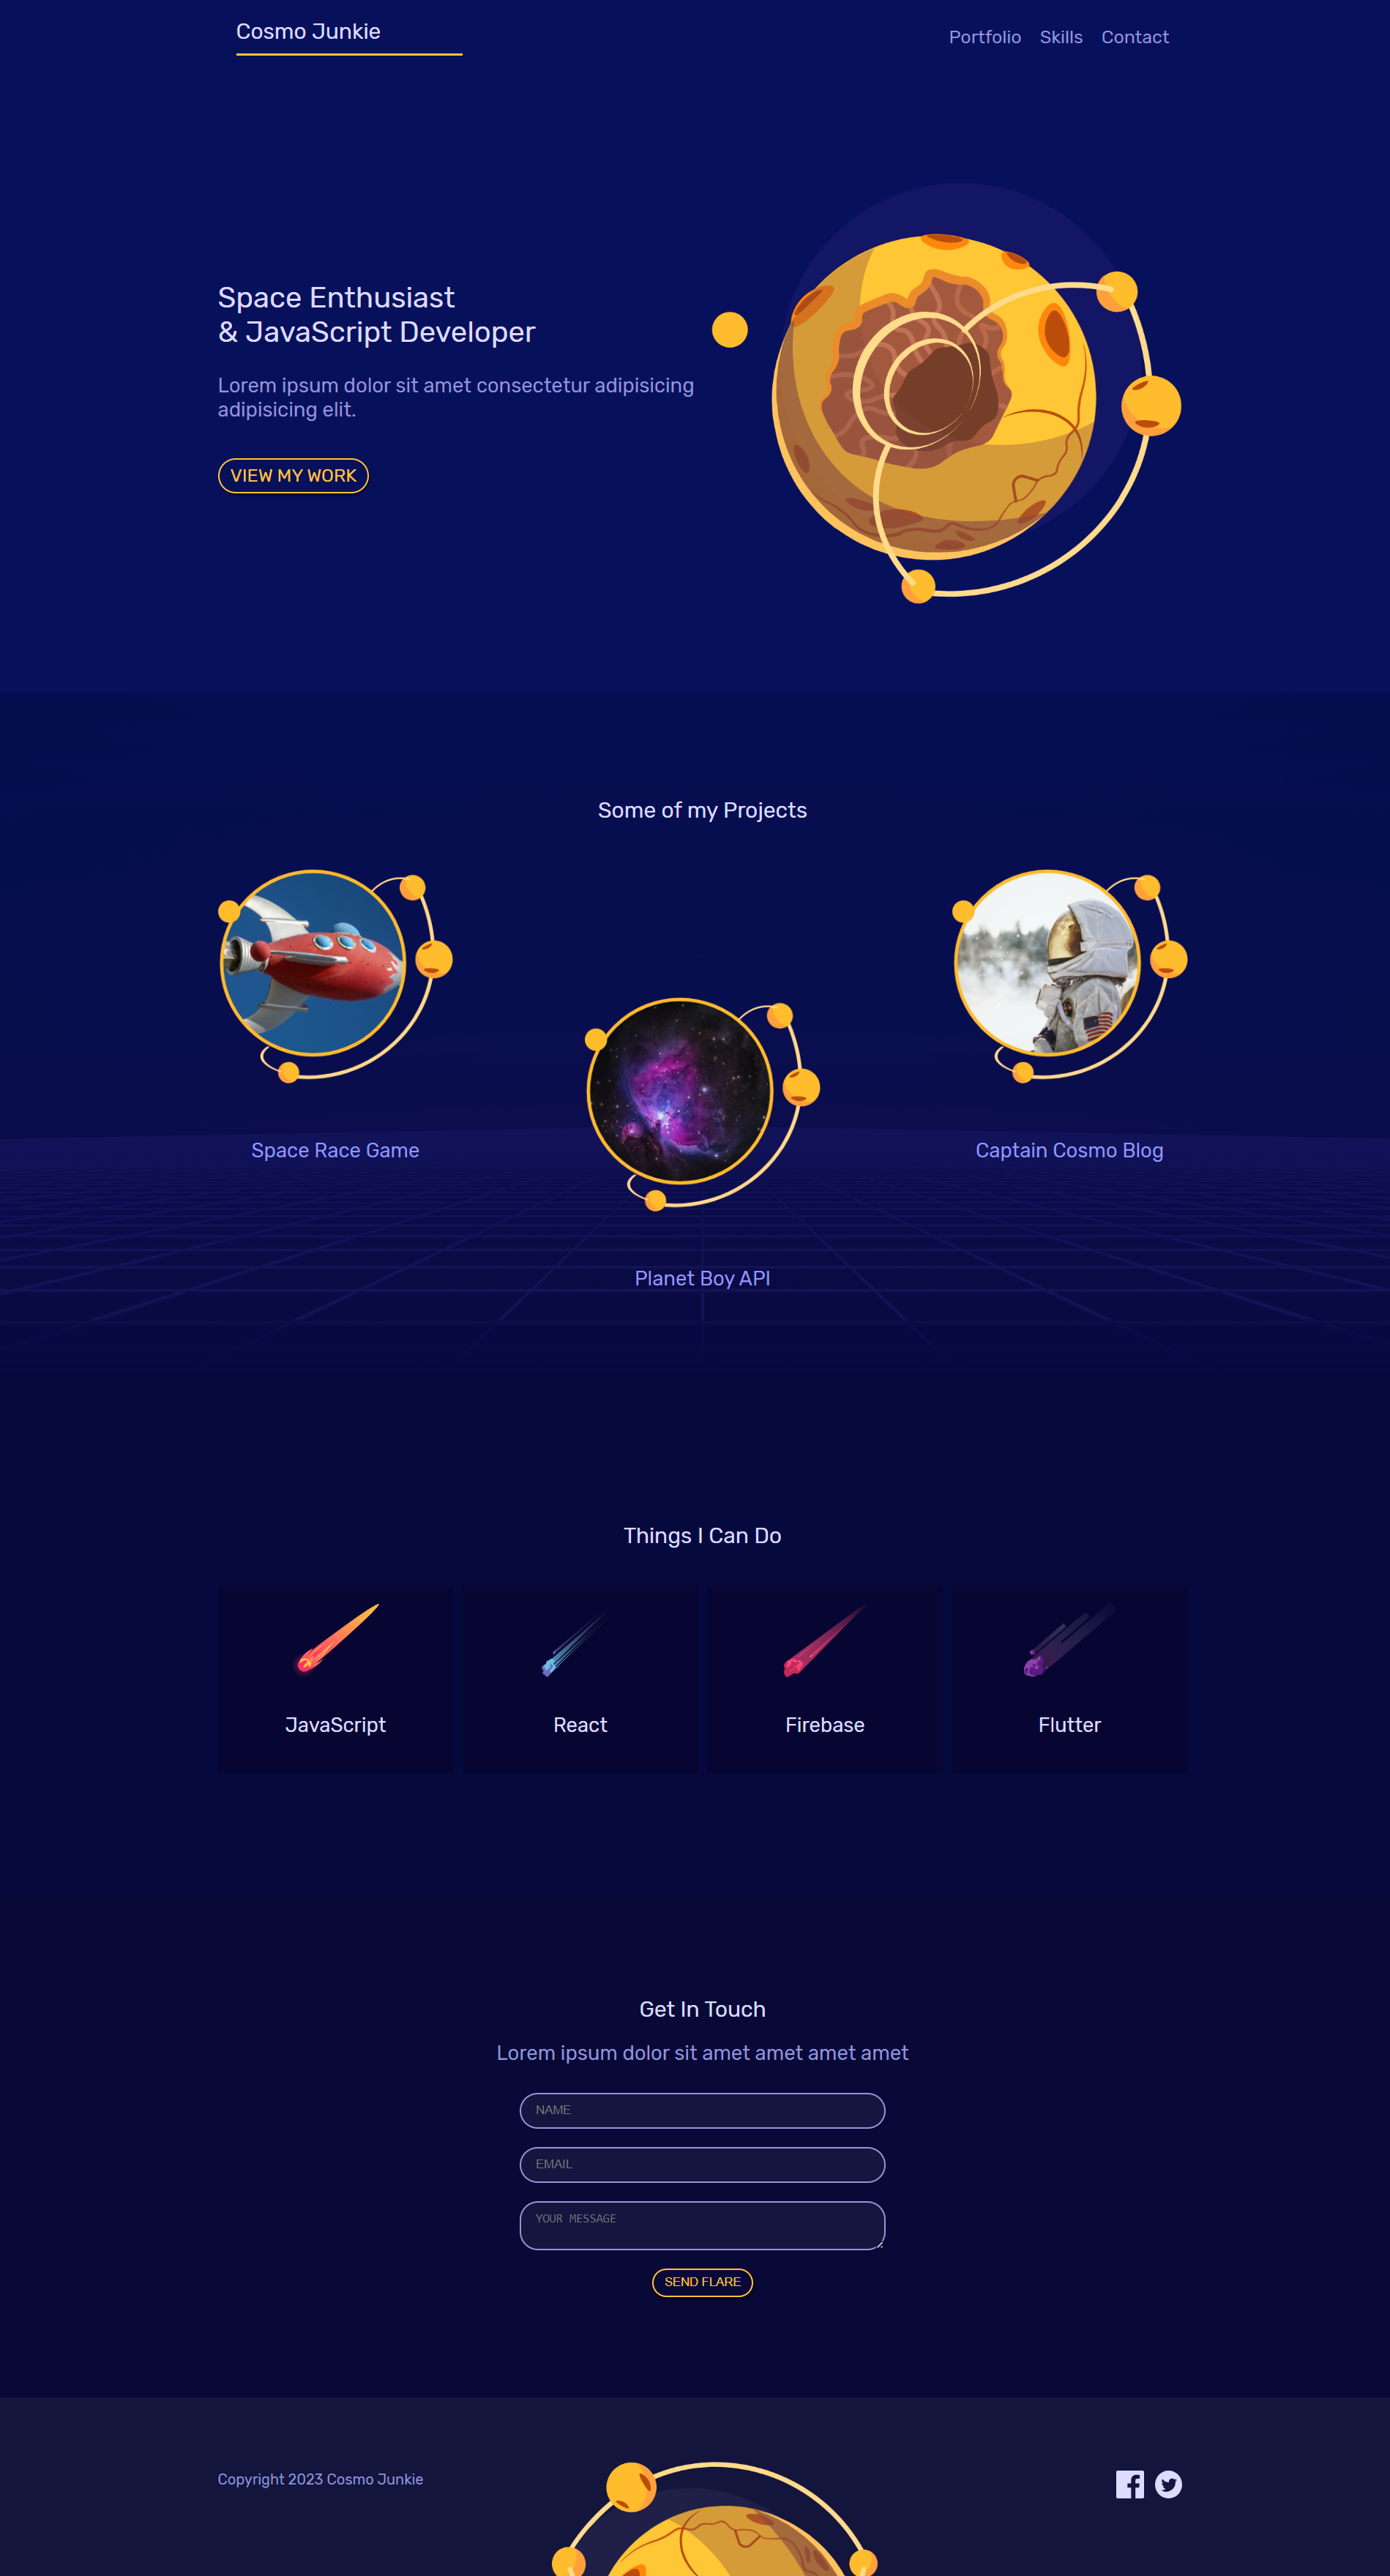 Cosmo Junkie
Portfolio Skills Contact
Space Enthusiast
& JavaScript Developer
Lorem ipsum dolor sit amet consectetur adipisicing
adipisicing elit.
VIEW MY WORK
Some of my Projects
Space Race Game
Captain Cosmo Blog
Planet Boy API
Things I Can Do
JavaScript
React
Firebase
Flutter
Get In Touch
Lorem ipsum dolor sit amet amet amet amet
NAME
EMAIL
YOUR MESSAGE
SEND FLARE
Copyright 2023 Cosmo Junkie